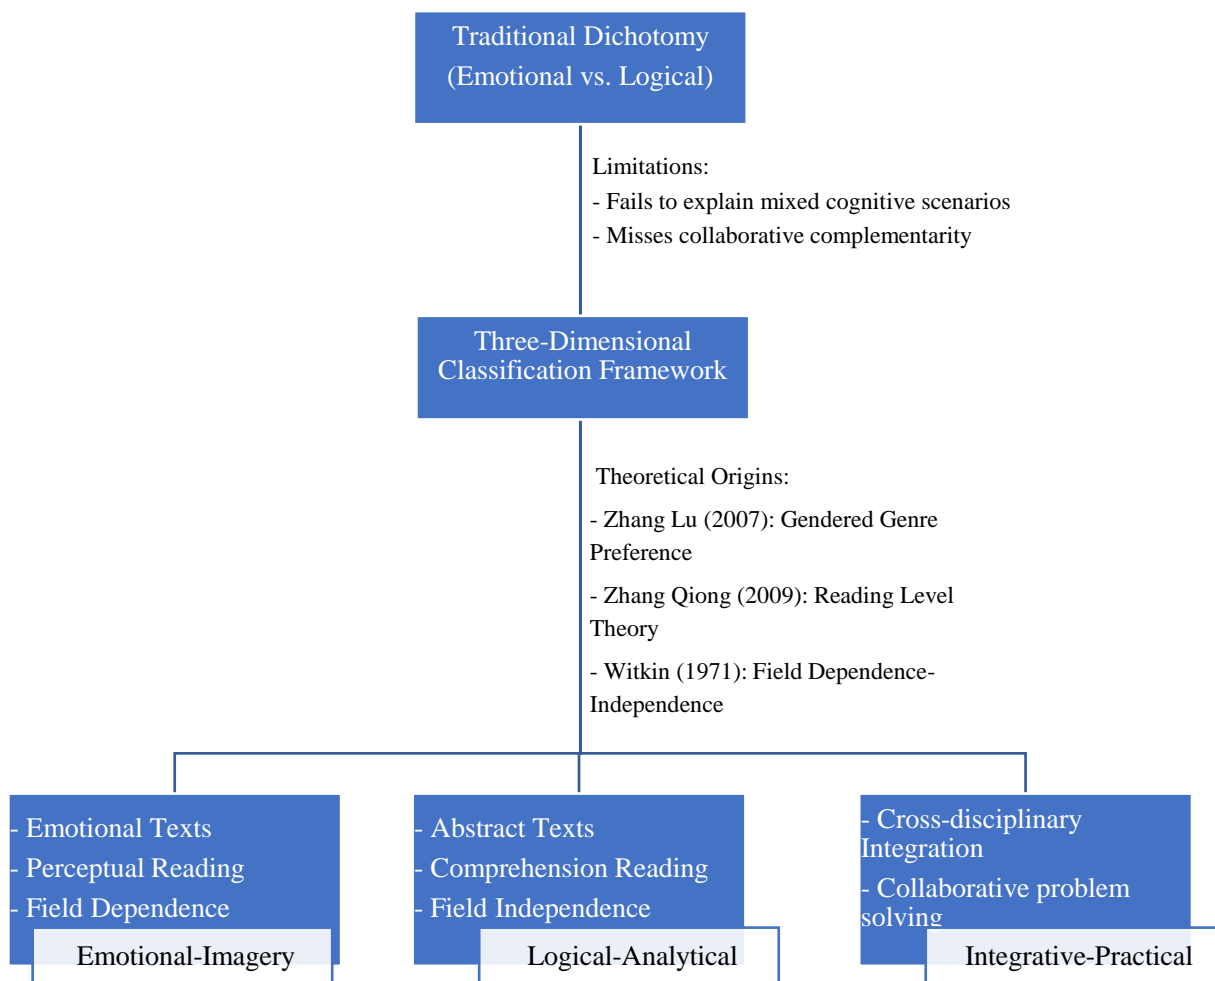 Traditional Dichotomy
(Emotional vs. Logical)
Limitations:
- Fails to explain mixed cognitive scenarios
- Misses collaborative complementarity
Three-Dimensional
Classification Framework
Theoretical Origins:
- Zhang Lu (2007): Gendered Genre
Preference
- Zhang Qiong (2009): Reading Level
Theory
- Witkin (1971): Field Dependence-
Independence
- Emotional Texts
- Perceptual Reading
- Field Dependence
Emotional-Imagery
- Abstract Texts
- Comprehension Reading
- Field Independence
Logical-Analytical
- Cross-disciplinary
Integration
- Collaborative problem
solving
Integrative-Practical